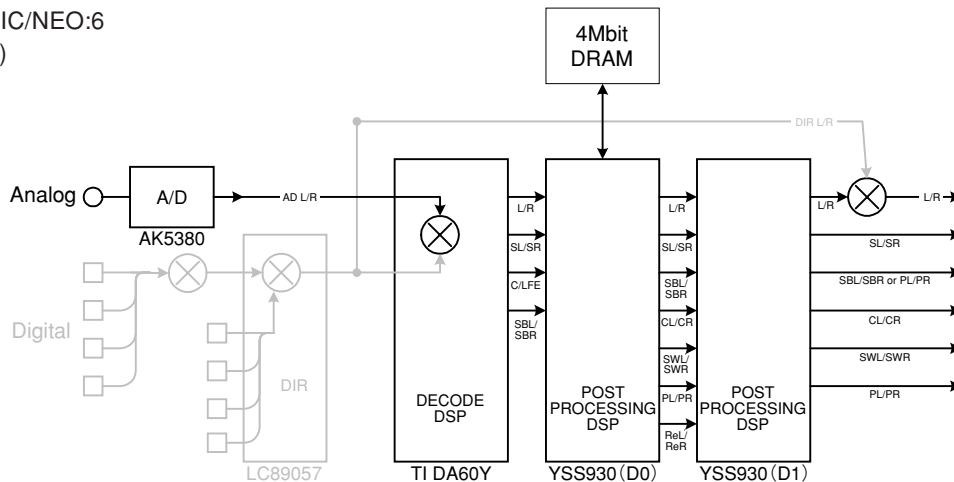 IC/NEO:6
)
4Mbit
DRAM
DIR L/R
Analog
A/D
AD L/R
AK5380
Digital
DIR
LC89057
DECODE
DSP
TI DA60Y
L/R
SL/SR
C/LFE
SBL/
SBR
POST
PROCESSING
DSP
YSS930（D0）
L/R
SL/SR
SBL/
SBR
CL/CR
SWL/
SWR
PL/PR
ReL/
ReR
POST
PROCESSING
DSP
YSS930（D1）
L/R
L/R
SL/SR
SBL/SBR or PL/PR
CL/CR
SWL/SWR
PL/PR